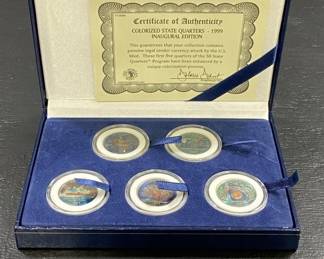 Certificate of Authenticity
COLORIZED STATE QUARTERS - 1999
INAUGURAL EDITION
This guarantees that your collection contains
genuine legal tender currency struck by the U.S.
Mint. These first five quarters of the 50 State
Quarters Program have been enhanced by a
unique colorization process.